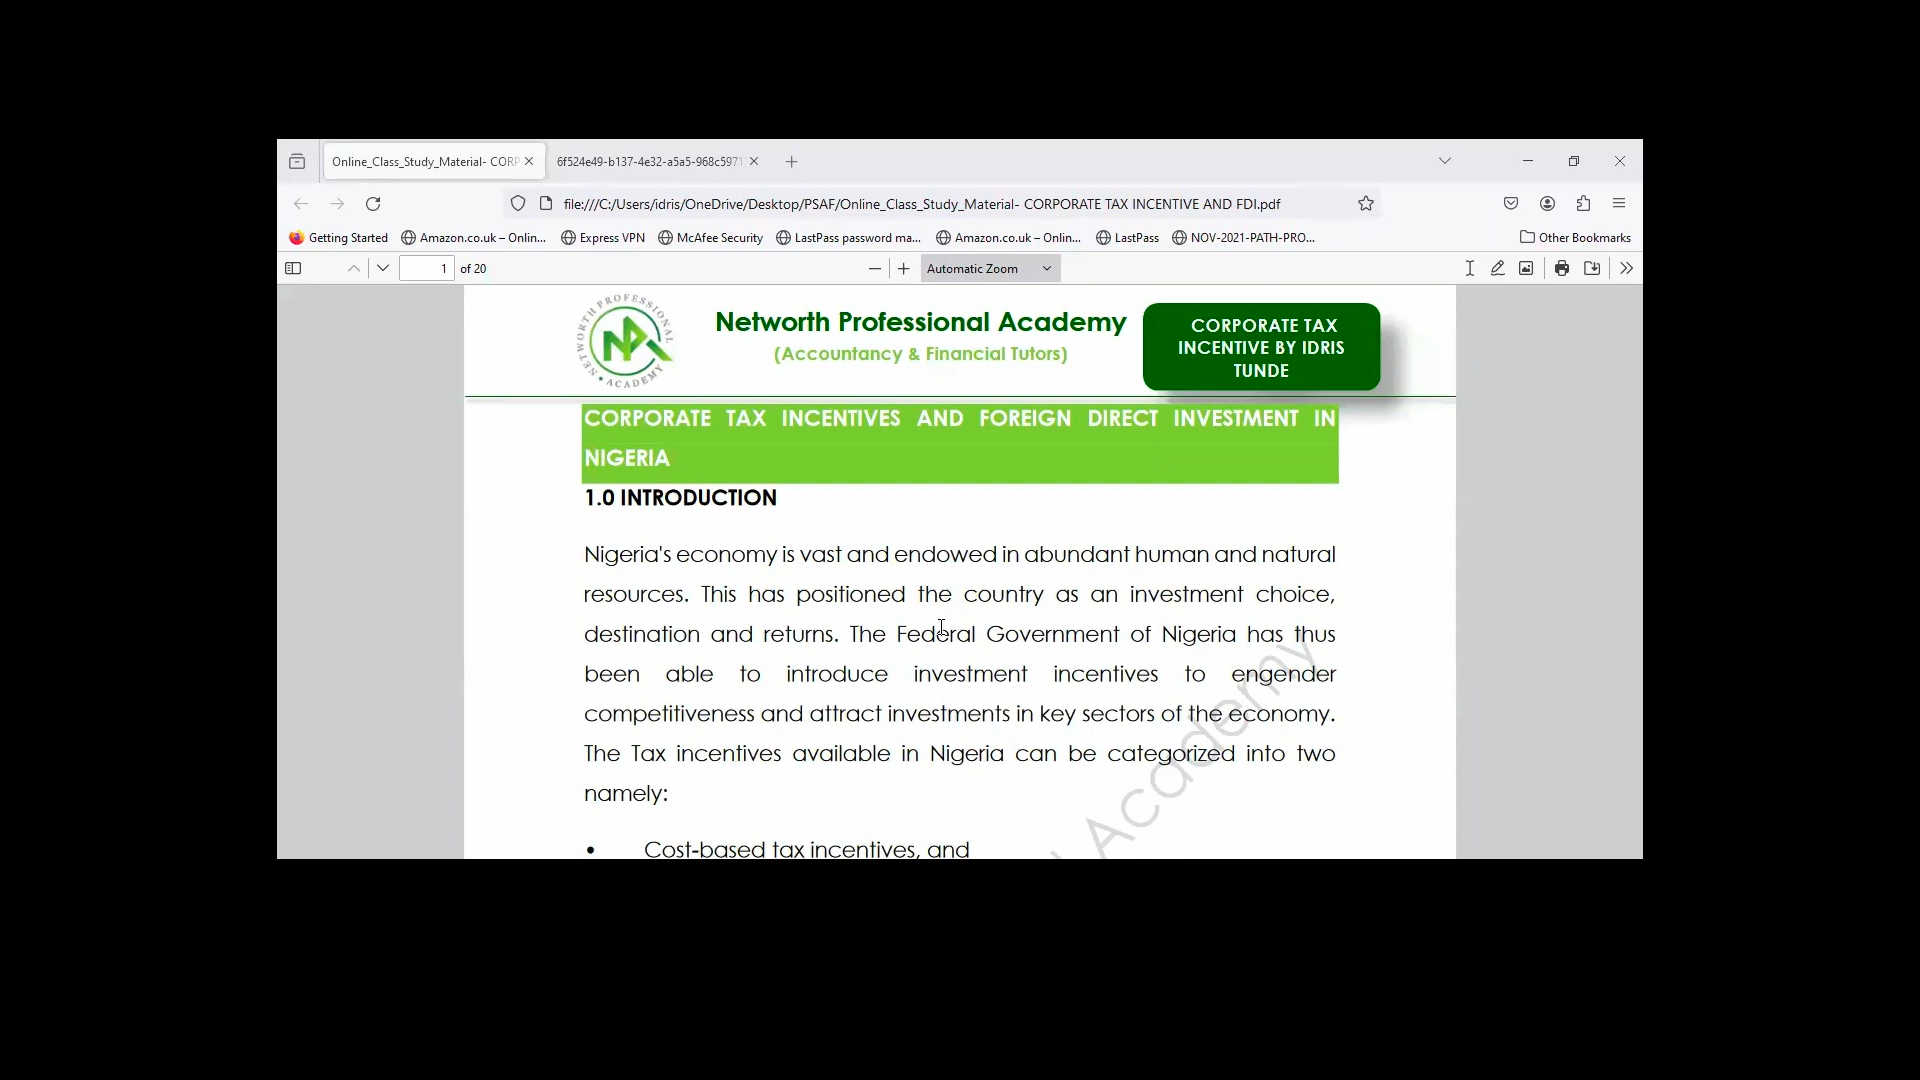 Online_Class_Study_Material- CORP
6f524e49-b137-4e32-a5a5-968c5971
file:///C:/Users/idris/OneDrive/Desktop/PSAF/Online_Class_Study_Material- CORPORATE TAX INCENTIVE AND FDI.pdf
Getting Started Amazon.co.uk – Onlin... Express VPN McAfee Security LastPass password ma... Amazon.co.uk – Onlin... LastPass NOV-2021-PATH-PRO... Other Bookmarks
1 of 20 Automatic Zoom
NETWORTH PROFESSIONAL ACADEMY
Networth Professional Academy
(Accountancy & Financial Tutors)
CORPORATE TAX
INCENTIVE BY IDRIS
TUNDE
CORPORATE TAX INCENTIVES AND FOREIGN DIRECT INVESTMENT IN
NIGERIA
1.0 INTRODUCTION
Nigeria's economy is vast and endowed in abundant human and natural
resources. This has positioned the country as an investment choice,
destination and returns. The Federal Government of Nigeria has thus
been able to introduce investment incentives to engender
competitiveness and attract investments in key sectors of the economy.
The Tax incentives available in Nigeria can be categorized into two
namely:
• Cost-based tax incentives, and
Academy